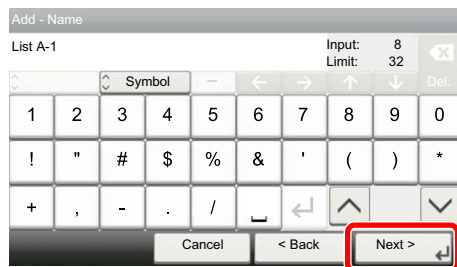 Add - Name
List A-1 Input: 8
Limit: 32
Symbol - Del.
1 2 3 4 5 6 7 8 9 0
! " # $ % & ' ( ) *
+ , - . /
Cancel < Back Next >